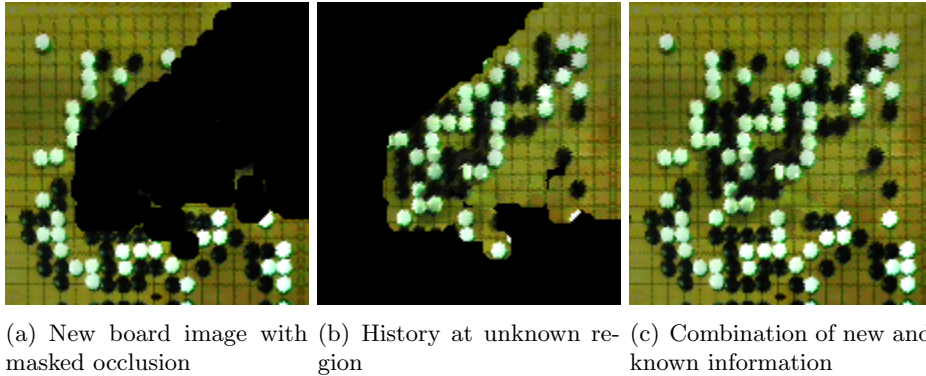 (a) New board image with
masked occlusion
(b) History at unknown re-
gion
(c) Combination of new and
known information